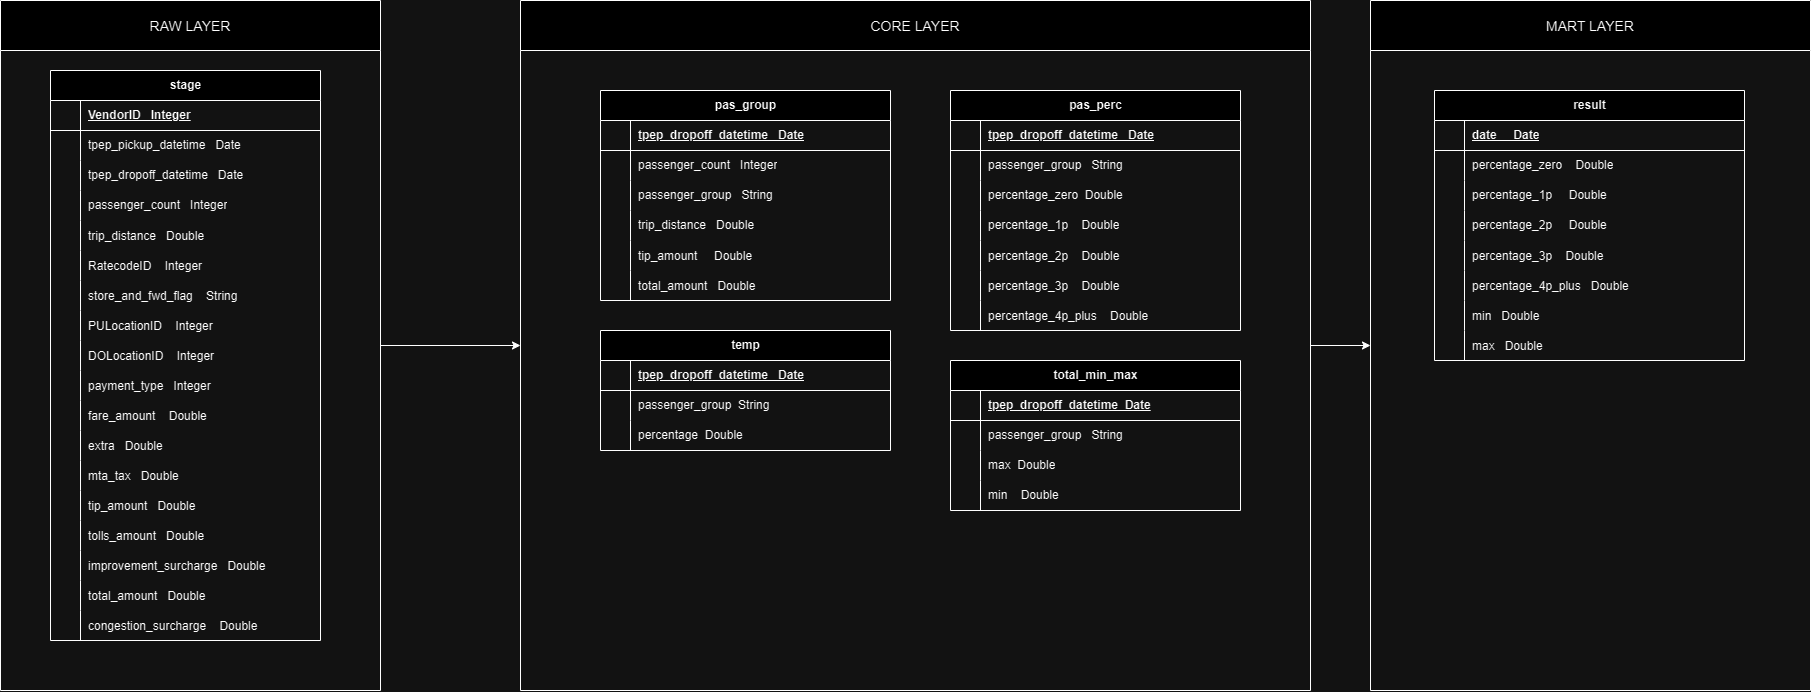 RAW LAYER
stage
VendorID Integer
tpep_pickup_datetime Date
tpep_dropoff_datetime Date
passenger_count Integer
trip_distance Double
RatecodeID Integer
store_and_fwd_flag String
PULocationID Integer
DOLocationID Integer
payment_type Integer
fare_amount Double
extra Double
mta_tax Double
tip_amount Double
tolls_amount Double
improvement_surcharge Double
total_amount Double
congestion_surcharge Double
CORE LAYER
pas_group
tpep_dropoff_datetime Date
passenger_count Integer
passenger_group String
trip_distance Double
tip_amount Double
total_amount Double
temp
tpep_dropoff_datetime Date
passenger_group String
percentage Double
pas_perc
tpep_dropoff_datetime Date
passenger_group String
percentage_zero Double
percentage_1p Double
percentage_2p Double
percentage_3p Double
percentage_4p_plus Double
total_min_max
tpep_dropoff_datetime Date
passenger_group String
max Double
min Double
MART LAYER
result
date Date
percentage_zero Double
percentage_1p Double
percentage_2p Double
percentage_3p Double
percentage_4p_plus Double
min Double
max Double